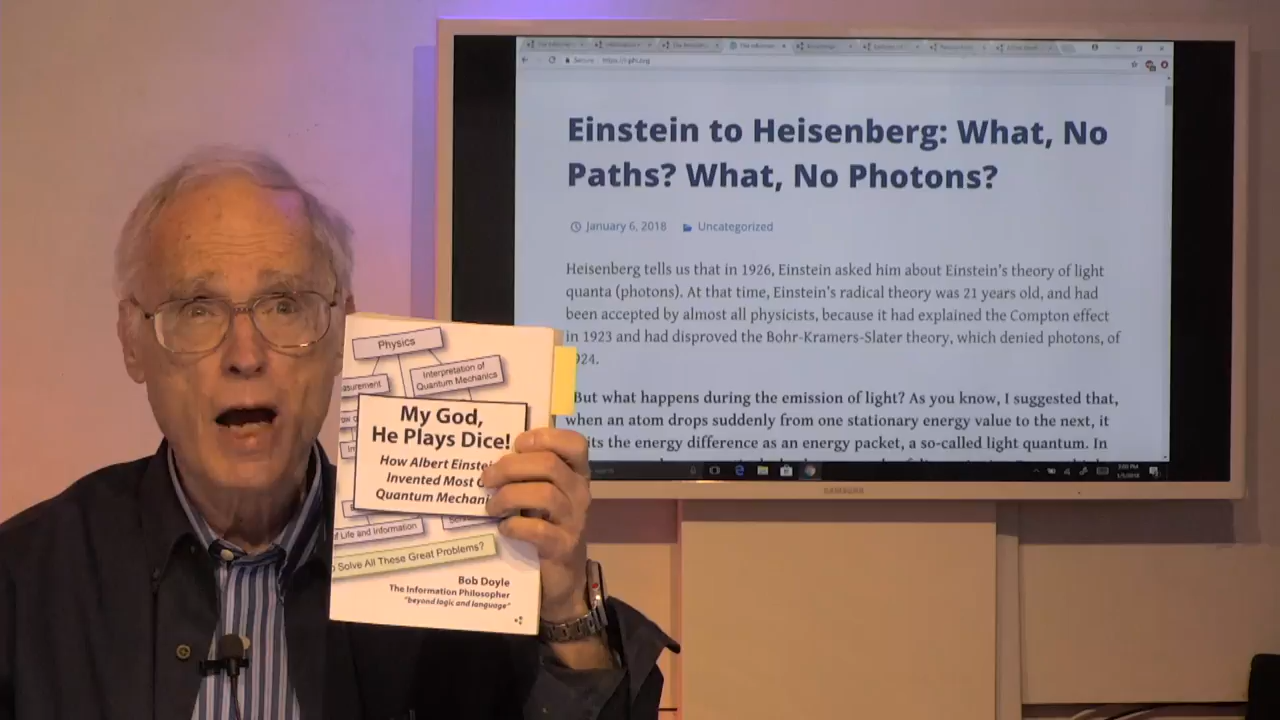 Secure
Einstein to Heisenberg: What, No
Paths? What, No Photons?
January 6, 2018 Uncategorized
Heisenberg tells us that in 1926, Einstein asked him about Einstein's theory of light
quanta (photons). At that time, Einstein's radical theory was 21 years old, and had
been accepted by almost all physicists, because it had explained the Compton effect
in 1923 and had disproved the Bohr-Kramers-Slater theory, which denied photons, of
924.
But what happens during the emission of light? As you know, I suggested that,
when an atom drops suddenly from one stationary energy value to the next, it
its the energy difference as an energy packet, a so-called light quantum. In
SAMSUNG
Physics
asurement
Interpretation of
Quantum Mechanics
My God,
He Plays Dice!
How Albert Einste
Invented Most
Quantum Mechani
f Life and Information
Solve All These Great Problems?
Bob Doyle
The Information Philosopher
"beyond logic and language"